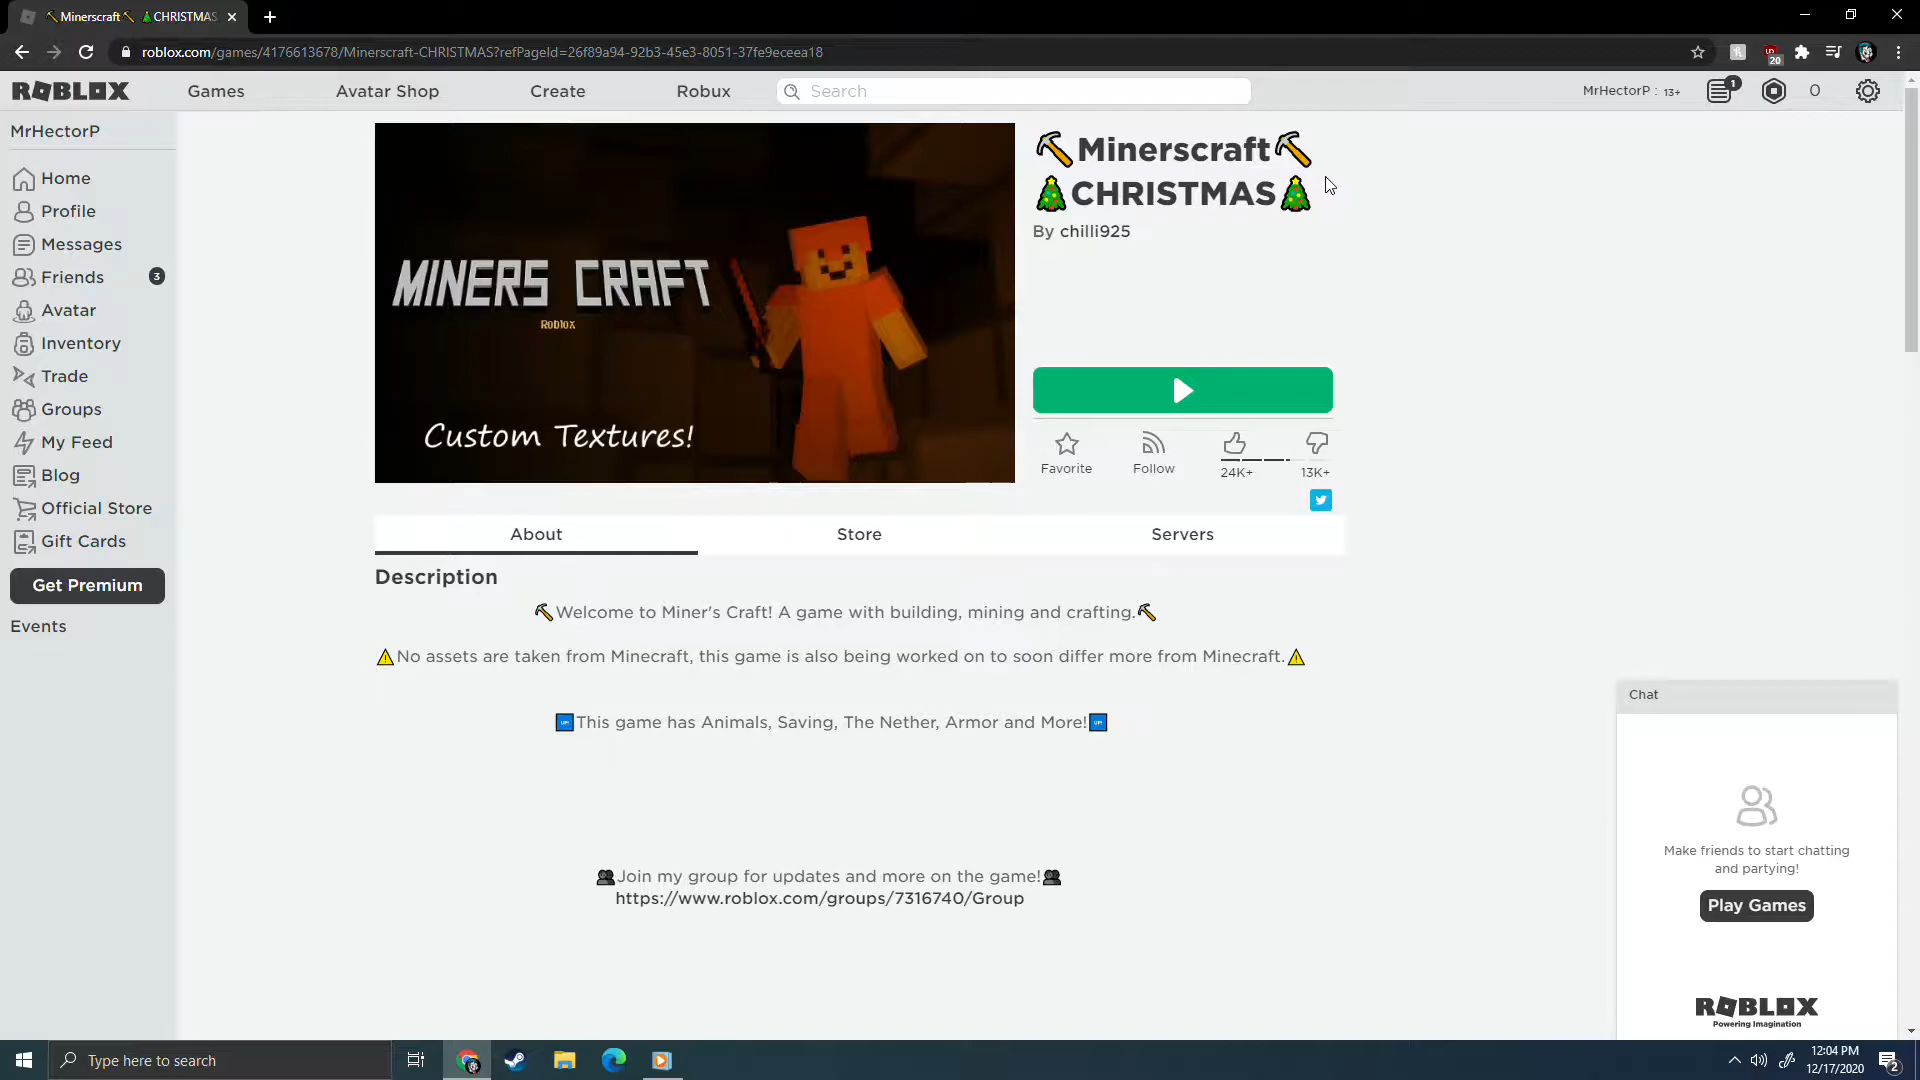 Minerscraft CHRISTMAS
roblox.com/games/4176613678/Minerscraft-CHRISTMAS?refPageId=26f89a94-92b3-45e3-8051-37fe9eceea18
20
ROBLOX
Games
Avatar Shop
Create
Robux
Search
MrHectorP : 13+
1
0
MrHectorP
Home
Profile
Messages
Friends
3
Avatar
Inventory
Trade
Groups
My Feed
Blog
Official Store
Gift Cards
Get Premium
Events
MINERS CRAFT
Roblox
Custom Textures!
⛏Minerscraft⛏
🎄CHRISTMAS🎄
By chilli925
Favorite
Follow
24K+
13K+
About
Store
Servers
Description
⛏Welcome to Miner's Craft! A game with building, mining and crafting.⛏
⚠No assets are taken from Minecraft, this game is also being worked on to soon differ more from Minecraft.⚠
🆙This game has Animals, Saving, The Nether, Armor and More!🆙
👥Join my group for updates and more on the game!👥
https://www.roblox.com/groups/7316740/Group
Chat
Make friends to start chatting
and partying!
Play Games
ROBLOX
Powering Imagination
Type here to search
12:04 PM
12/17/2020
2